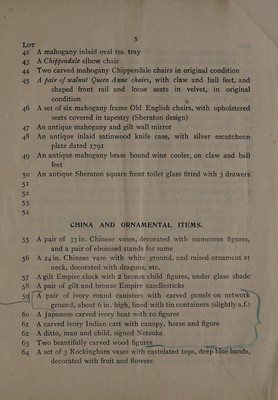 5
LOT
42 A mahogany inlaid oval tea tray
43 A Chippendale elbow chair
44 Two carved mahogany Chippendale chairs in original condition
45 A pair of walnut Queen Anne chairs, with claw and ball feet, and
shaped front rail and loose seats in velvet, in original
condition
46 A set of six mahogany frame Old English chairs, with upholstered
seats covered in tapestry (Sheraton design)
47 An antique mahogany and gilt wall mirror
48 An antique inlaid satinwood knife case, with silver escutcheon
plate dated 1792
49 An antique mahogany brass bound wine cooler, on claw and ball
feet
50 An antique Sheraton square front toilet glass fitted with 3 drawers
51
52
53
54
CHINA AND ORNAMENTAL ITEMS.
55 A pair of 33 in. Chinese vases, decorated with numerous figures,
and a pair of ebonised stands for same
56 A 24 in. Chinese vase with white ground, and raised ornament at
neck, decorated with dragons, etc.
57 A gilt Empire clock with 2 bronze child figures, under glass shade
58 A pair of gilt and bronze Empire candlesticks
59 A pair of ivory round canisters with carved panels on network
ground, about 6 in. high, lined with tin containers (slightly a.f.)
60 A Japanese carved ivory boat with 10 figures
61 A carved ivory Indian cart with canopy, horse and figure
62 A ditto, man and child, signed Netsuka
63 Two beautifully carved wood figures
64 A set of 3 Rockingham vases with castelated tops, deep blue bands,
decorated with fruit and flowers